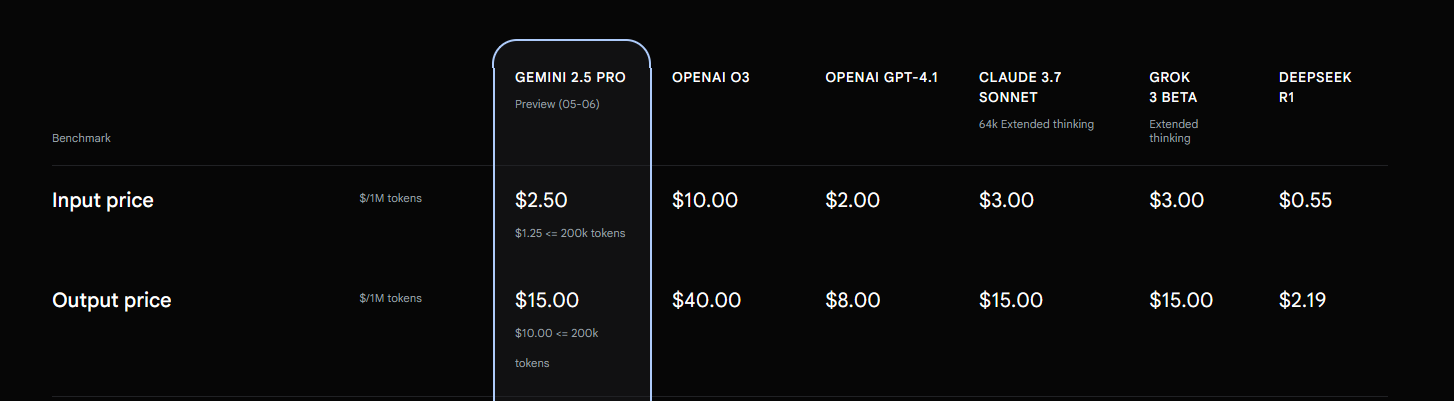 GEMINI 2.5 PRO OPENAI O3 OPENAI GPT-4.1 CLAUDE 3.7 GROK DEEPSEEK
SONNET 3 BETA R1
Preview (05-06)
64k Extended thinking Extended
Benchmark thinking
Input price $/1M tokens $2.50 $10.00 $2.00 $3.00 $3.00 $0.55
$1.25 <= 200k tokens
Output price $/1M tokens $15.00 $40.00 $8.00 $15.00 $15.00 $2.19
$10.00 <= 200k
tokens